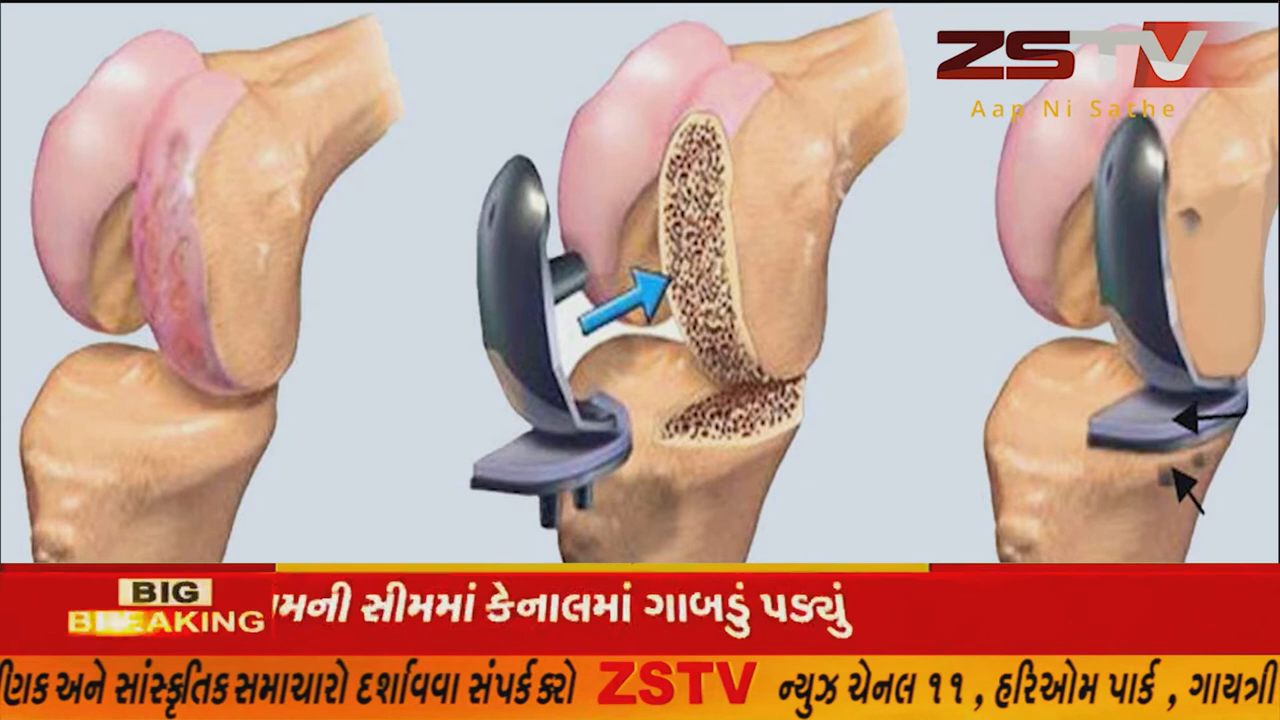 ZSTV
Aap Ni Sathe
BIG
BREAKING
સીમમાં કેનાલમાં ગાબડું પડ્યું
અને સાંસ્કૃતિક સમાચારો દર્શાવવા સંપર્ક કરો ZSTV ન્યુઝ ચેનલ ૧૧ , હરિઓમ પાર્ક , ગાયત્રી